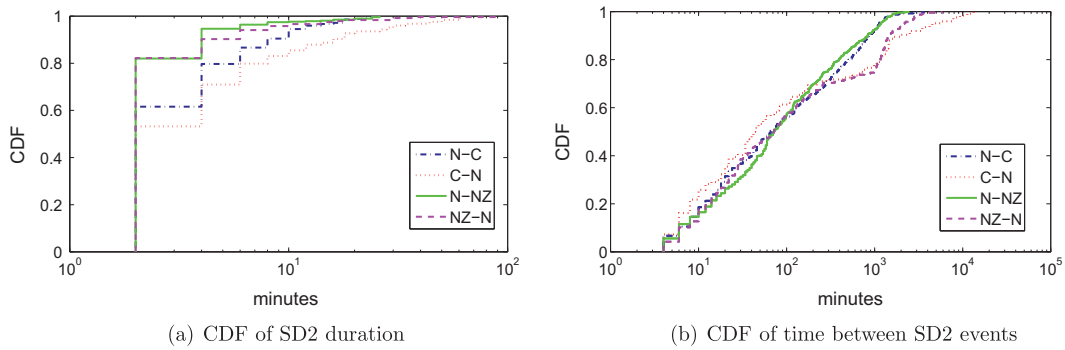 1
0.8
0.6
0.4
0.2
0
CDF
10^0
10^1
10^2
minutes
N−C
C−N
N−NZ
NZ−N
(a) CDF of SD2 duration
1
0.8
0.6
0.4
0.2
0
CDF
10^0
10^1
10^2
10^3
10^4
10^5
minutes
N−C
C−N
N−NZ
NZ−N
(b) CDF of time between SD2 events